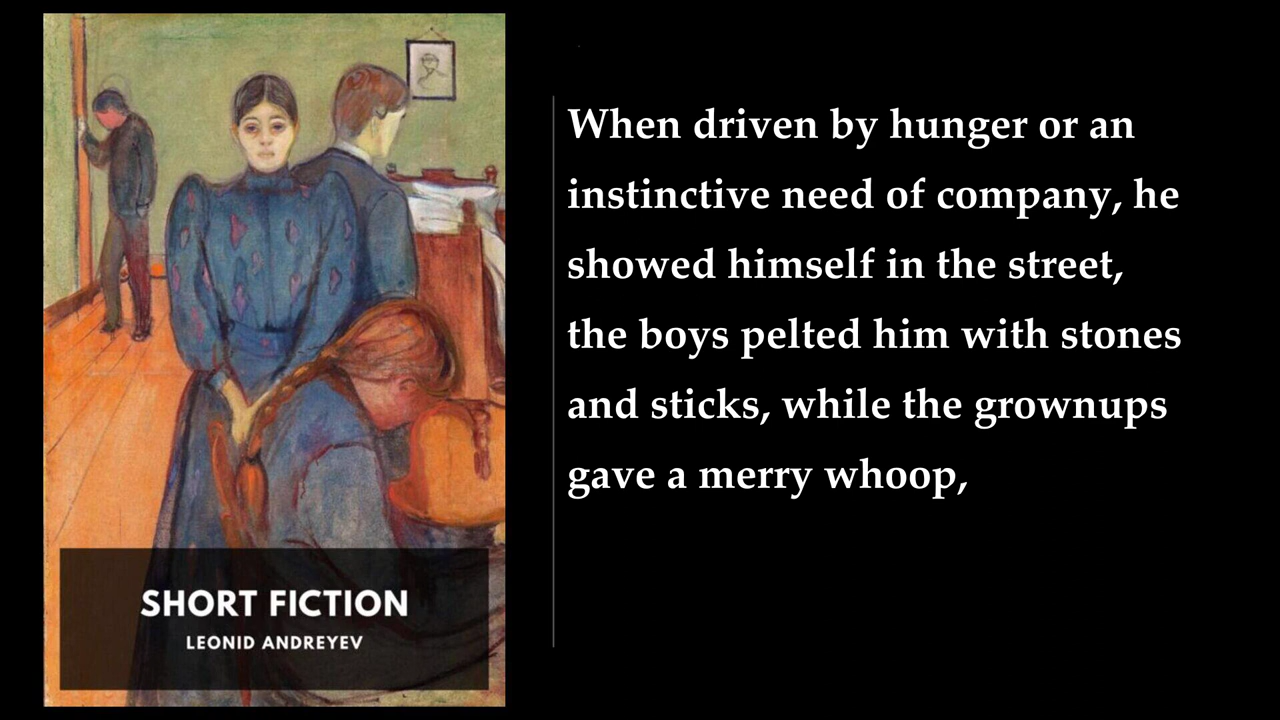 SHORT FICTION
LEONID ANDREYEV
When driven by hunger or an
instinctive need of company, he
showed himself in the street,
the boys pelted him with stones
and sticks, while the grownups
gave a merry whoop,